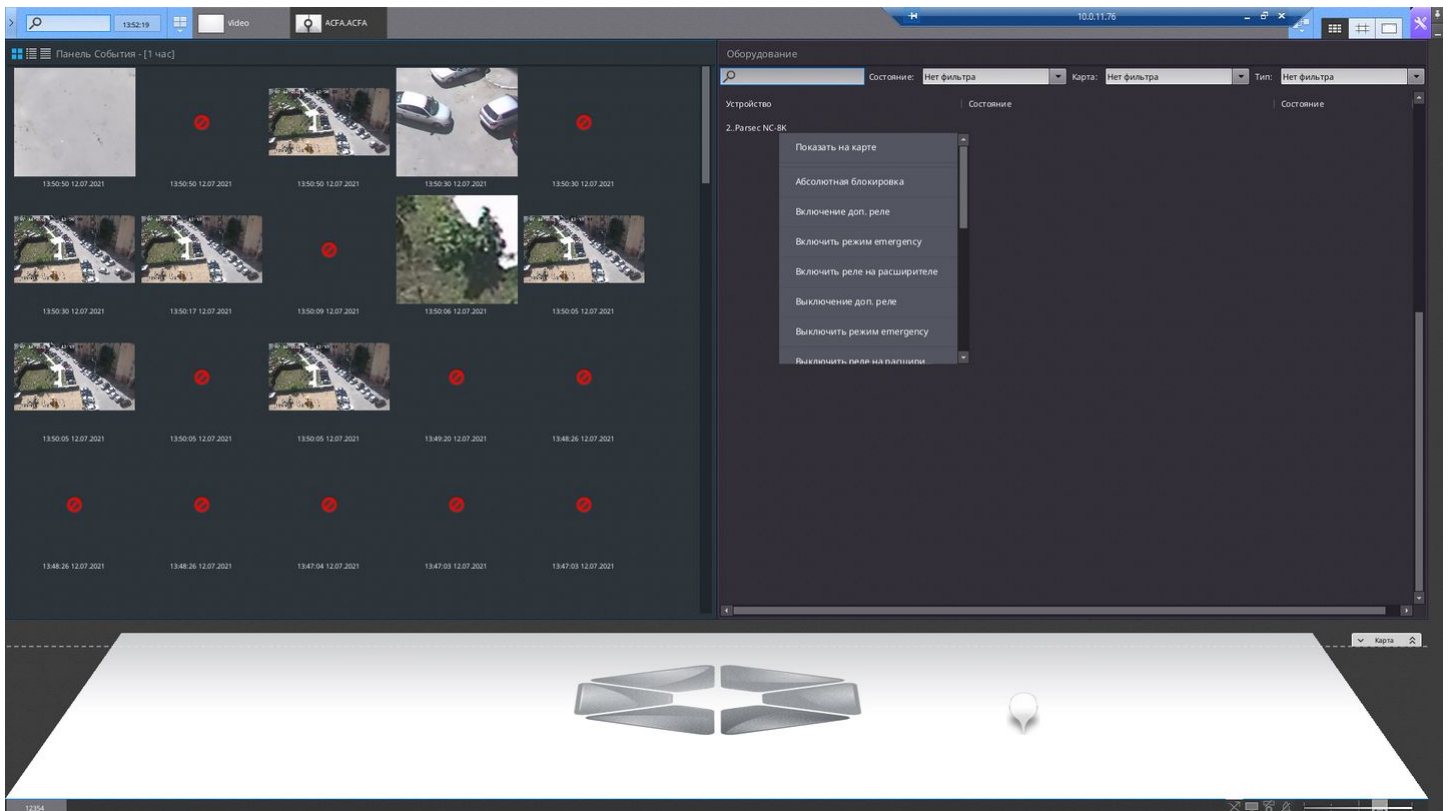 13:52:19
Video
ACFA.ACFA
10.0.11.76
Панель События - [1 час]
13:50:50 12.07.2021
13:50:50 12.07.2021
13:50:50 12.07.2021
13:50:30 12.07.2021
13:50:30 12.07.2021
13:50:30 12.07.2021
13:50:17 12.07.2021
13:50:09 12.07.2021
13:50:06 12.07.2021
13:50:05 12.07.2021
13:50:05 12.07.2021
13:50:05 12.07.2021
13:50:05 12.07.2021
13:49:20 12.07.2021
13:48:26 12.07.2021
13:48:26 12.07.2021
13:48:26 12.07.2021
13:47:04 12.07.2021
13:47:03 12.07.2021
13:47:03 12.07.2021
Оборудование
Состояние: Нет фильтра
Карта: Нет фильтра
Тип: Нет фильтра
Устройство
Состояние
Состояние
2..Parsec NC-8K
Показать на карте
Абсолютная блокировка
Включение доп. реле
Включить режим emergency
Включить реле на расширителе
Выключение доп. реле
Выключить режим emergency
Выключить реле на расшири...
Карта
12354